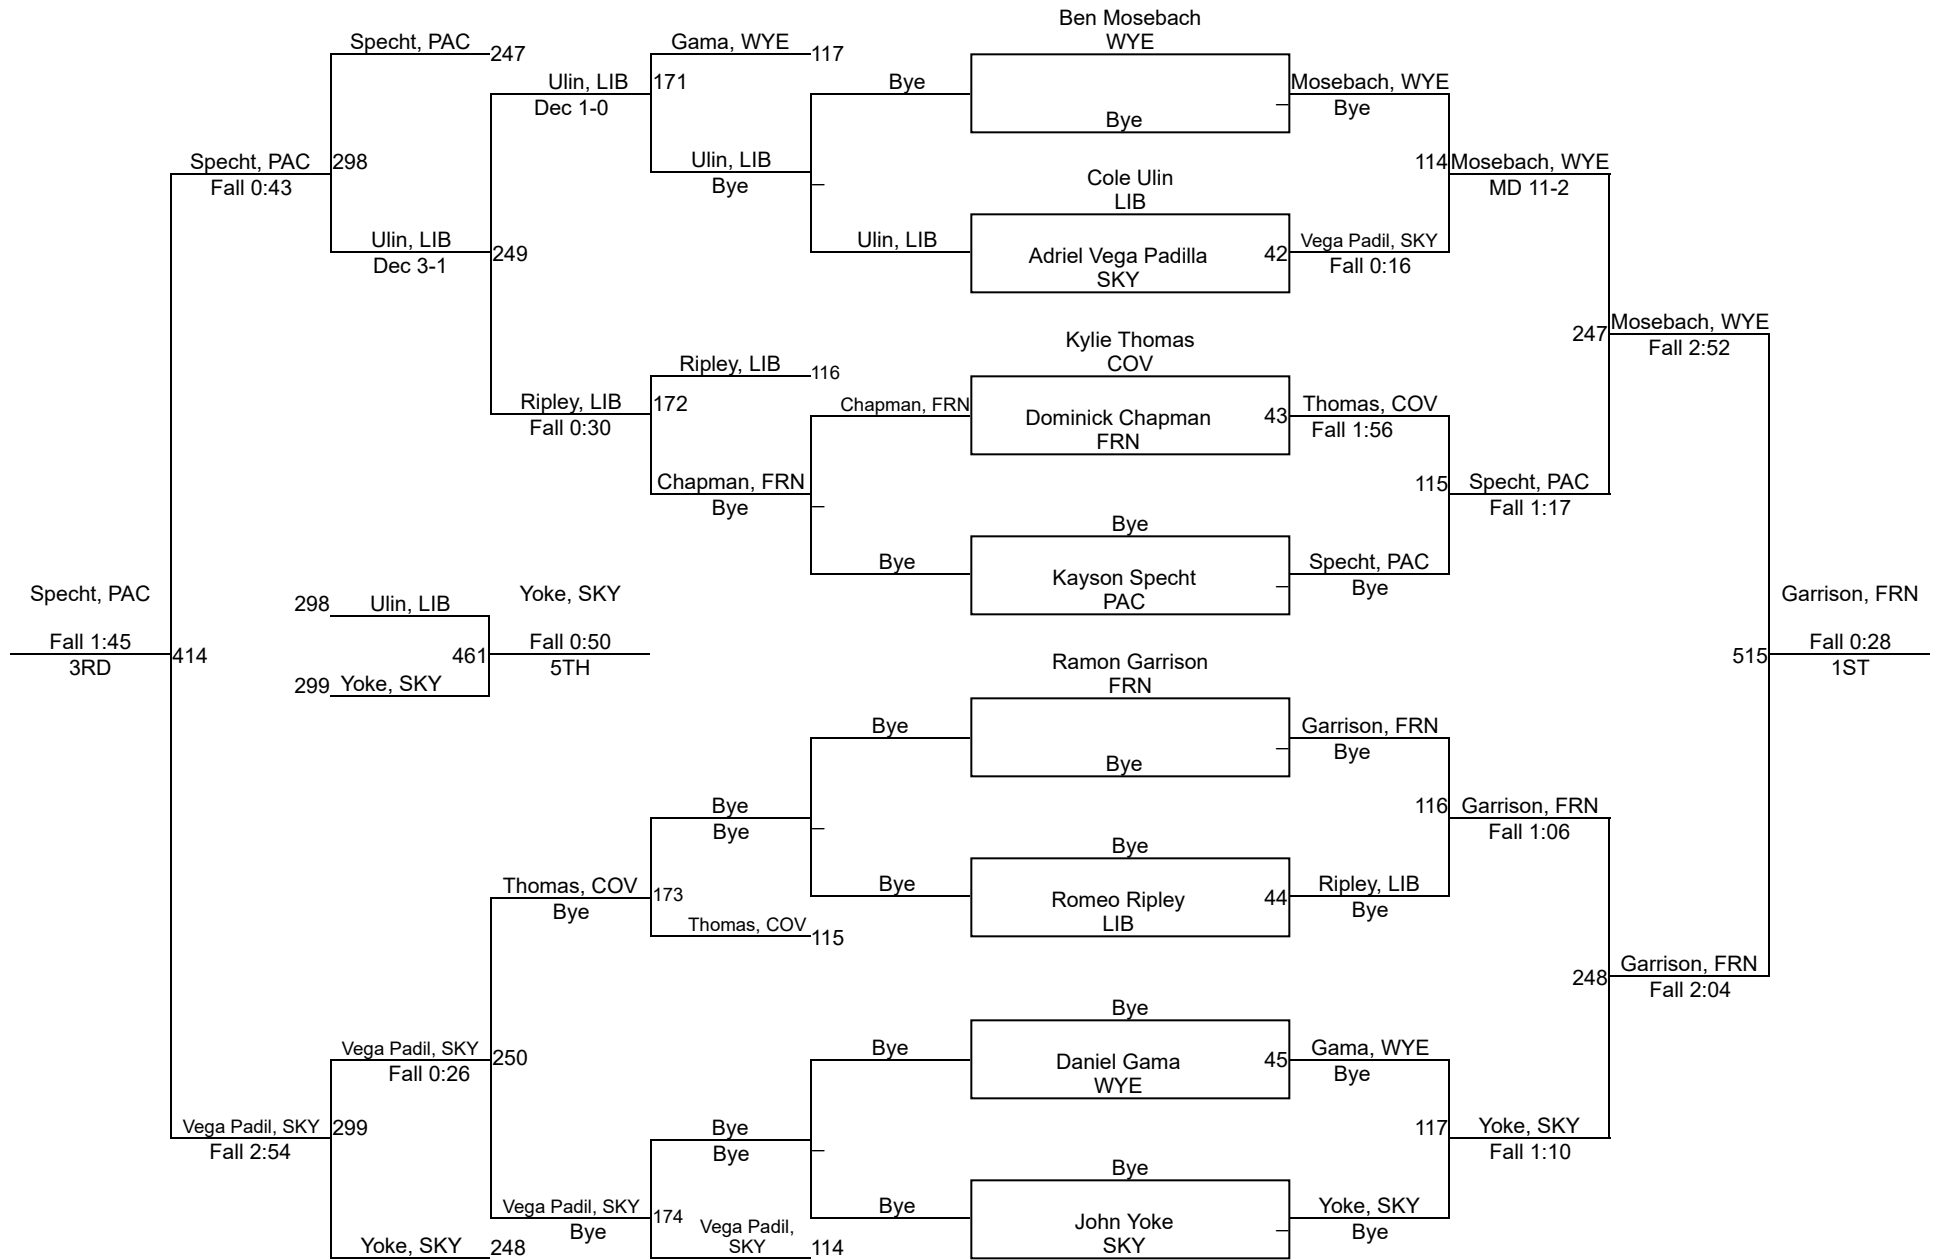 Ben Mosebach
WYE
Specht, PAC
247
Gama, WYE
117
Ulin, LIB
171
Dec 1-0
Bye
Mosebach, WYE
Bye
Bye
Ulin, LIB
Bye
Specht, PAC
298
Fall 0:43
114
Mosebach, WYE
MD 11-2
Cole Ulin
LIB
Ulin, LIB
249
Dec 3-1
Ulin, LIB
Adriel Vega Padilla
SKY
42
Vega Padil, SKY
Fall 0:16
247
Mosebach, WYE
Fall 2:52
Kylie Thomas
COV
Ripley, LIB
116
Ripley, LIB
172
Fall 0:30
Chapman, FRN
Dominick Chapman
FRN
43
Thomas, COV
Fall 1:56
Chapman, FRN
Bye
115
Specht, PAC
Fall 1:17
Bye
Bye
Kayson Specht
PAC
Specht, PAC
Bye
Specht, PAC
Fall 1:45
3RD
414
298
Ulin, LIB
299
Yoke, SKY
461
Yoke, SKY
Fall 0:50
5TH
515
Garrison, FRN
Fall 0:28
1ST
Ramon Garrison
FRN
Bye
Bye
Garrison, FRN
Bye
Bye
Bye
116
Garrison, FRN
Fall 1:06
Bye
Thomas, COV
Bye
173
Bye
Romeo Ripley
LIB
44
Ripley, LIB
Bye
Thomas, COV
115
248
Garrison, FRN
Fall 2:04
Bye
Vega Padil, SKY
250
Fall 0:26
Bye
Daniel Gama
WYE
45
Gama, WYE
Bye
Vega Padil, SKY
299
Fall 2:54
Bye
Bye
117
Yoke, SKY
Fall 1:10
Bye
Vega Padil, SKY
174
Bye
Vega Padil,
SKY
114
Bye
John Yoke
SKY
Yoke, SKY
Bye
Yoke, SKY
248